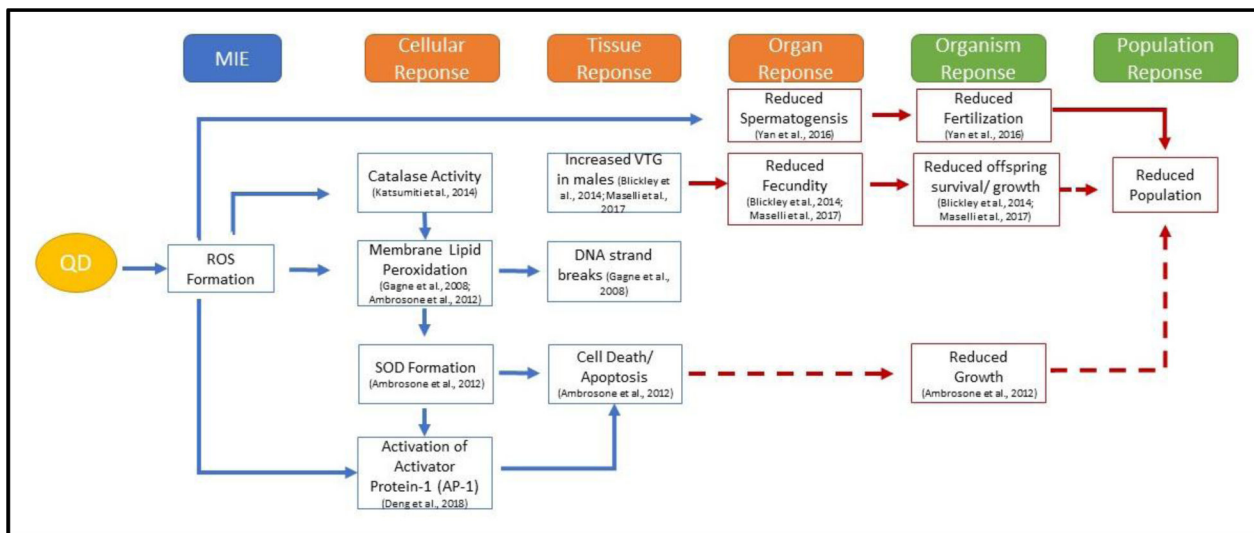 MIE
Cellular
Reponse
Tissue
Reponse
Organ
Reponse
Organism
Reponse
Population
Reponse
Reduced
Spermatogensis
(Yan et al., 2016)
Reduced
Fertilization
(Yan et al., 2016)
Catalase Activity
(Katsumiti et al., 2014)
Increased VTG
in males (Blickley
et al., 2014; Maselli et al.,
2017
Reduced
Fecundity
(Blickley et al., 2014;
Maselli et al., 2017)
Reduced offspring
survival/ growth
(Blickley et al., 2014;
Maselli et al., 2017)
Reduced
Population
QD
ROS
Formation
Membrane Lipid
Peroxidation
(Gagne et al., 2008;
Ambrosone et al., 2012)
DNA strand
breaks (Gagne et al.,
2008)
SOD Formation
(Ambrosone et al., 2012)
Cell Death/
Apoptosis
(Ambrosone et al., 2012)
Reduced
Growth
(Ambrosone et al., 2012)
Activation of
Activator
Protein-1 (AP-1)
(Deng et al., 2018)